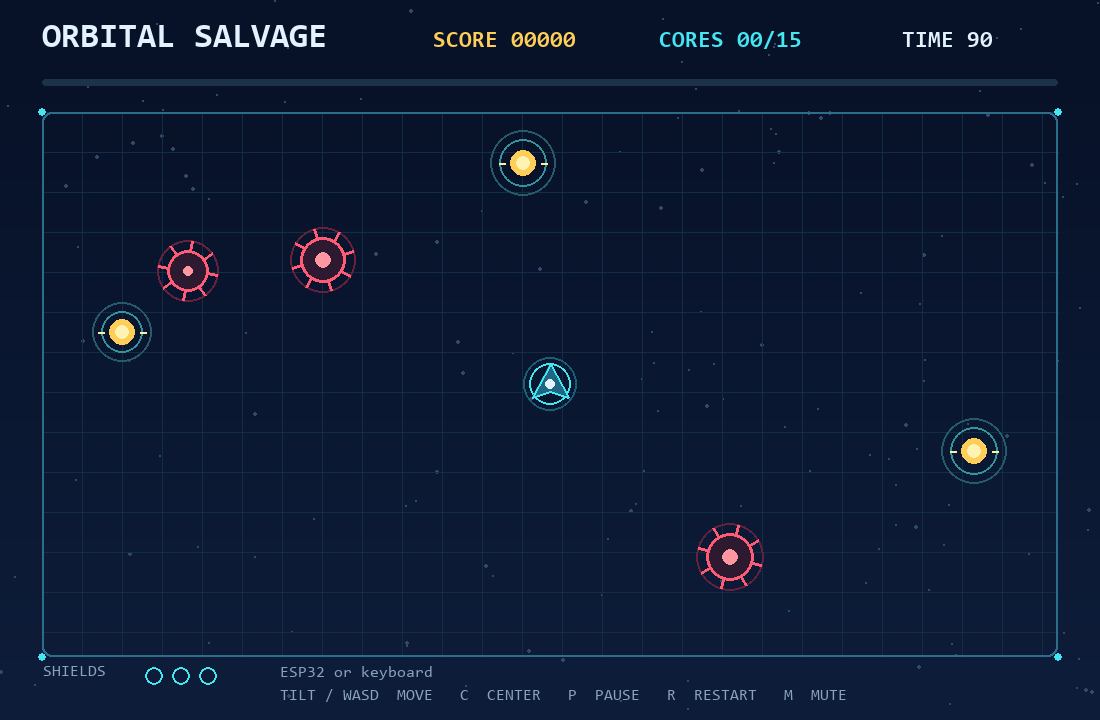 ORBITAL SALVAGE SCORE 00000 CORES 00/15 TIME 90
SHIELDS ESP32 or keyboard
TILT / WASD MOVE C CENTER P PAUSE R RESTART M MUTE